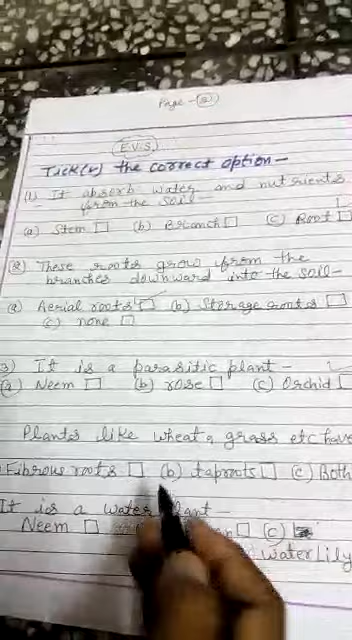 Page - 2
E.V.S.
Tick(✓) the correct option -
(1) It absorb water and nutrients
from the soil -
(a) Stem □ (b) Branch □ (c) Root □
(2) These roots grow from the
branches downward into the soil -
(a) Aerial roots □ (b) Storage roots □
(c) none □
3) It is a parasitic plant -
(a) Neem □ (b) rose □ (c) Orchid □
Plants like wheat, grass etc have
Fibrous roots □ (b) taproots □ (c) Both
It is a water plant -
Neem □ □ (c)
water Lily